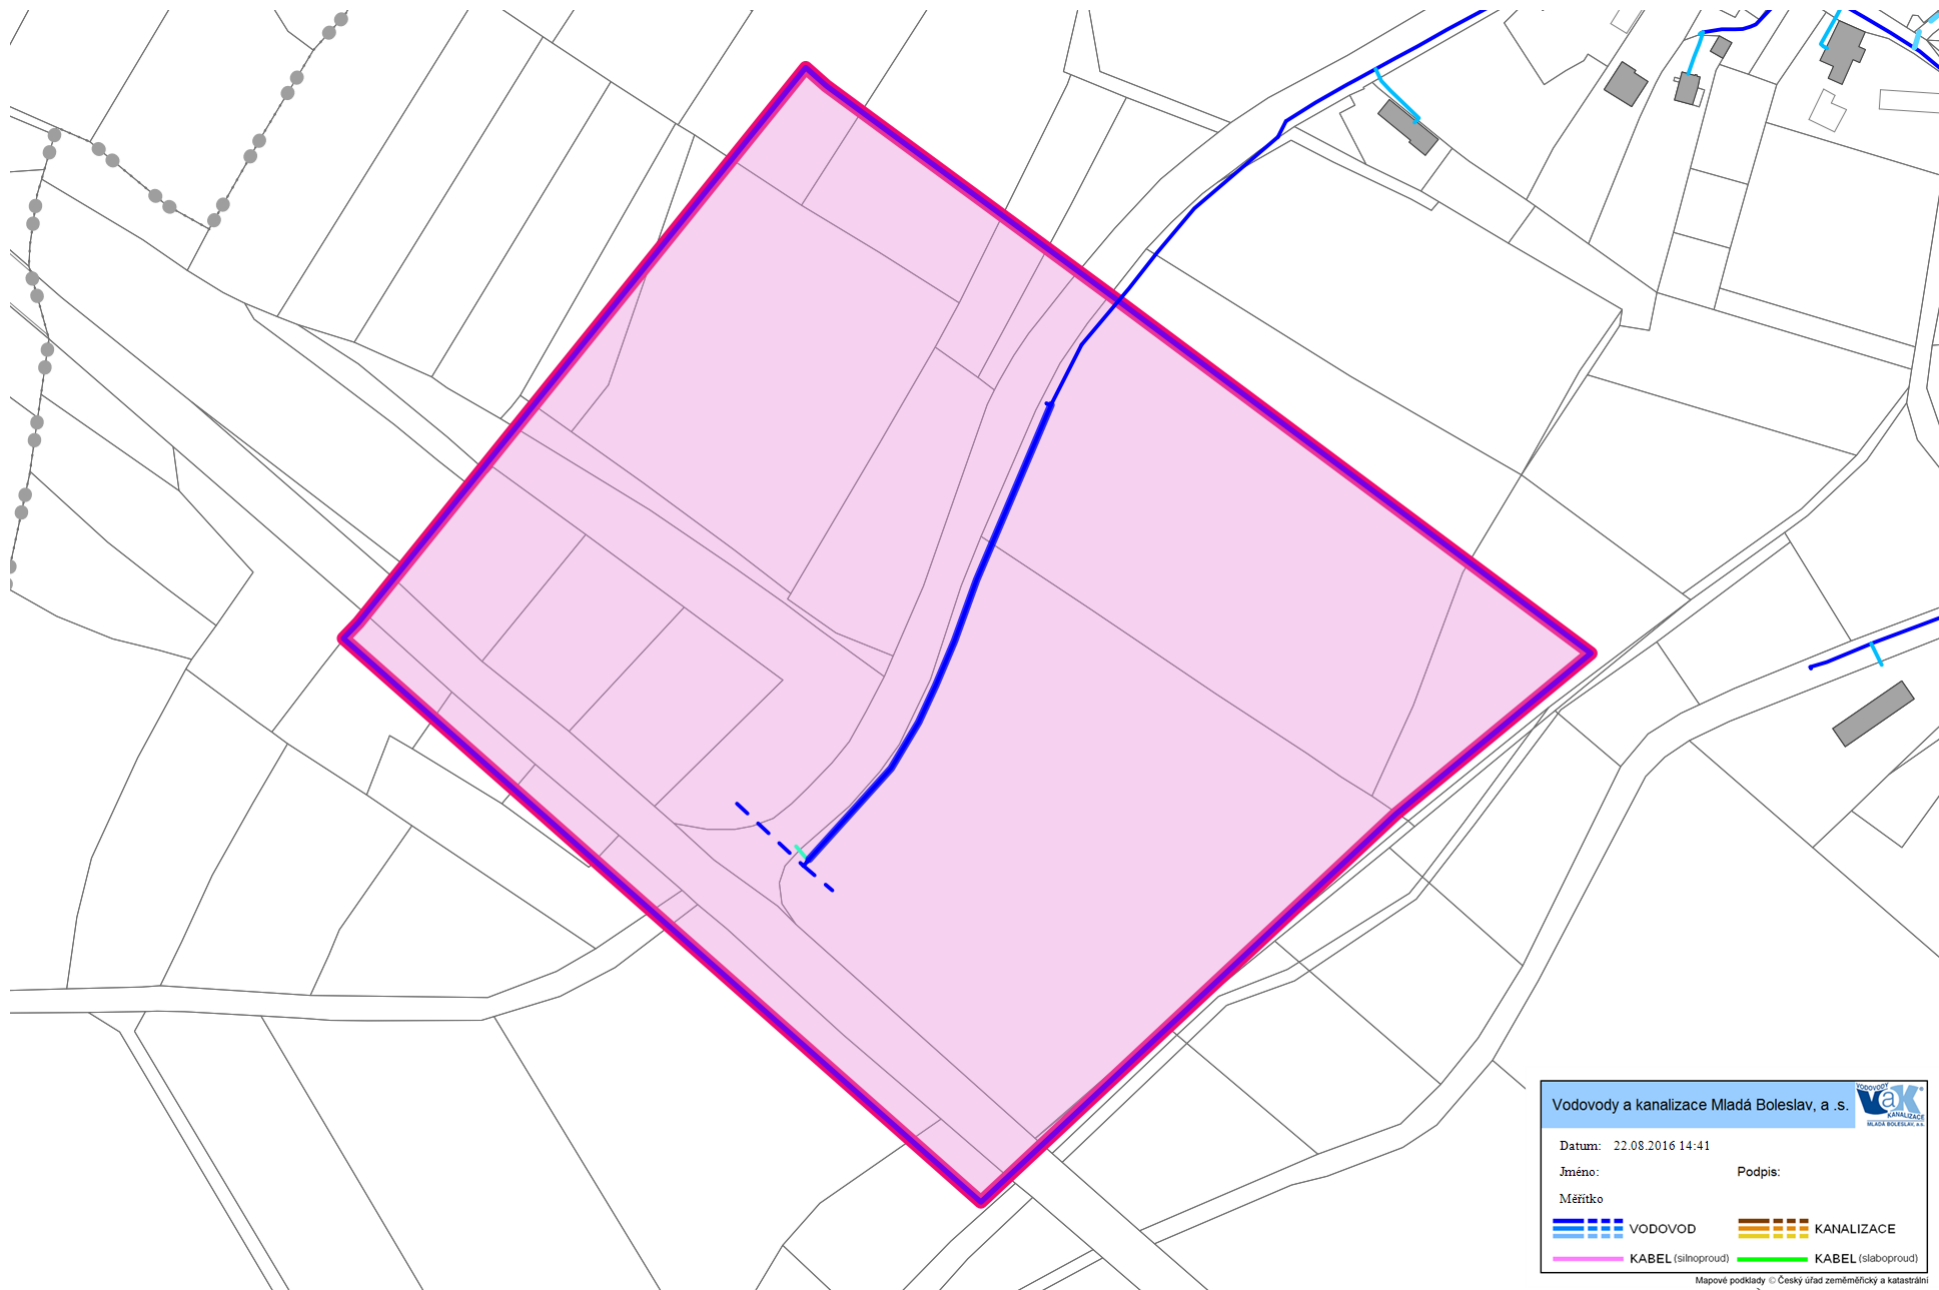 Vodovody a kanalizace Mladá Boleslav, a .s.
VODOVODY
VaK
KANALIZACE
MLADÁ BOLESLAV, a.s.
Datum: 22.08.2016 14:41
Jméno: Podpis:
Měřítko
VODOVOD KANALIZACE
KABEL (silnoproud) KABEL (slaboproud)
Mapové podklady © Český úřad zeměměřický a katastrální